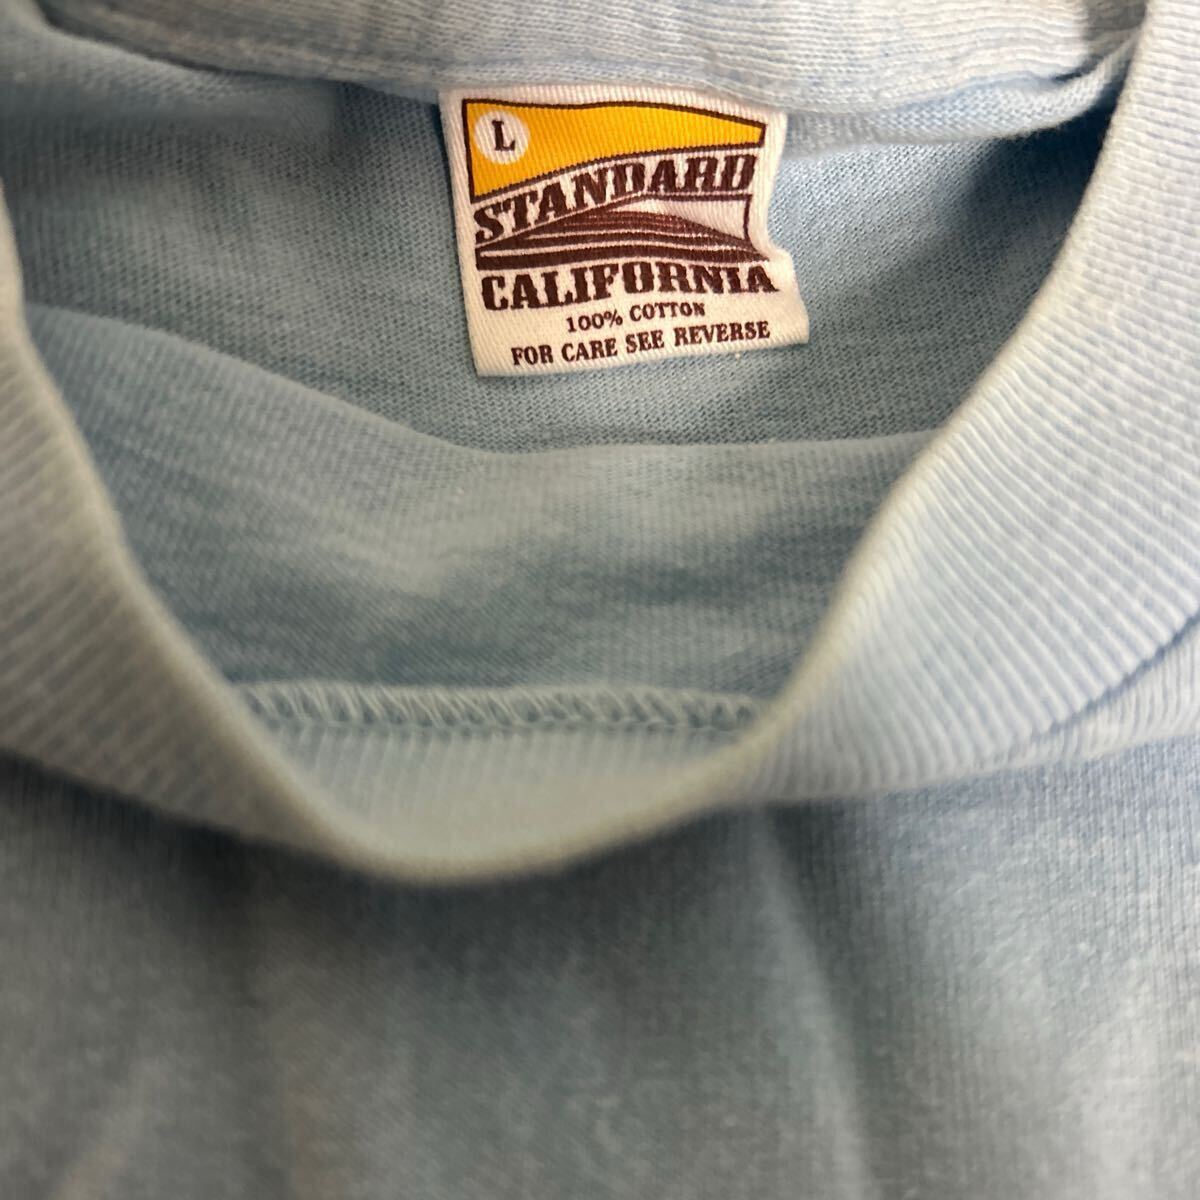 L
STANDARD
CALIFORNIA
100% COTTON
FOR CARE SEE REVERSE